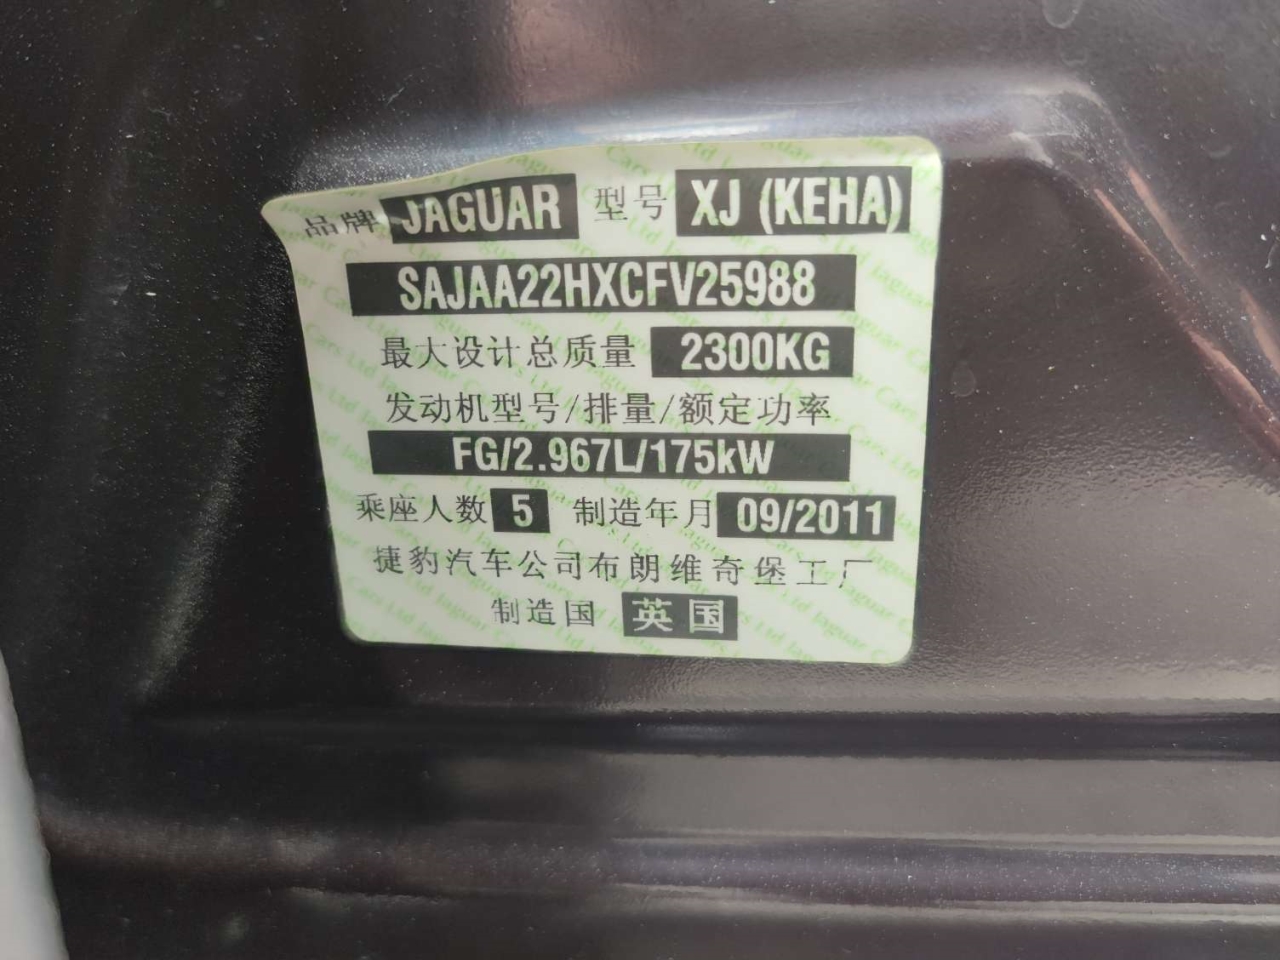 品牌 JAGUAR 型号 XJ (KEHA)
SAJAA22HXCFV25988
最大设计总质量 2300KG
发动机型号/排量/额定功率
FG/2.967L/175kW
乘座人数 5 制造年月 09/2011
捷豹汽车公司布朗维奇堡工厂
制造国 英国